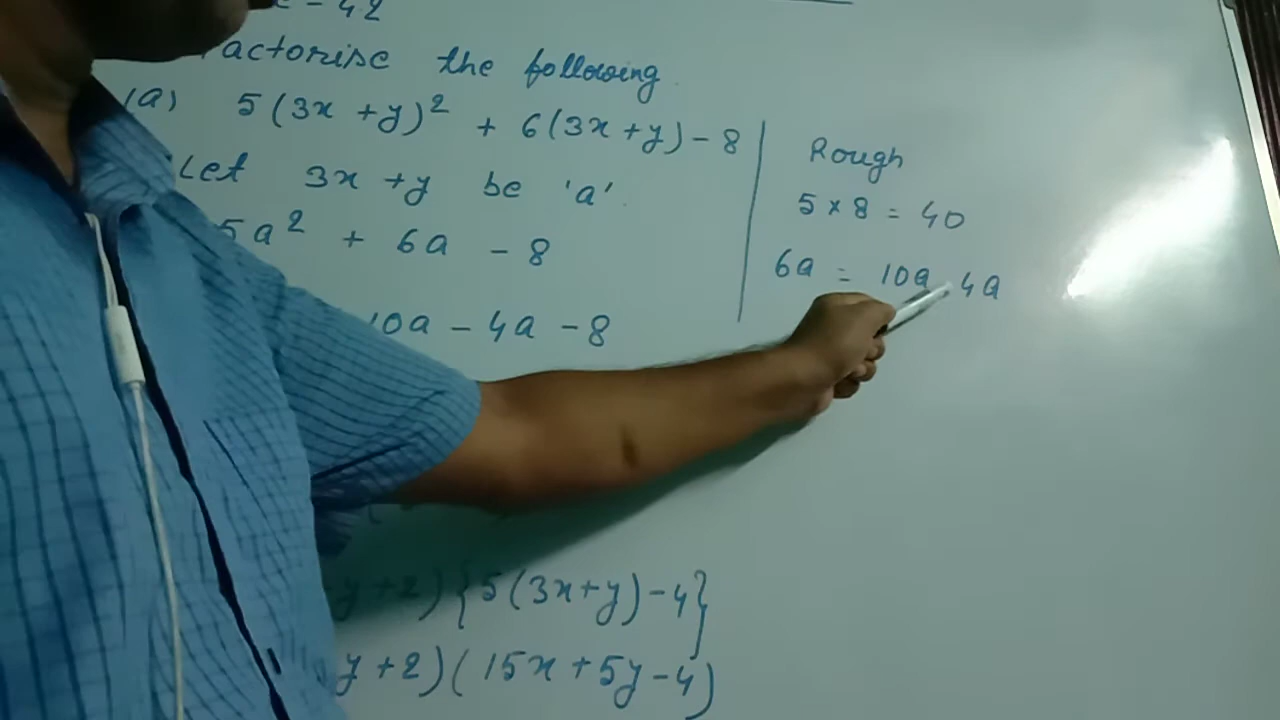 - 42
actorise the following.
(a) 5(3x + y)² + 6(3x + y) - 8
Let 3x + y be 'a'.
5a² + 6a - 8
10a - 4a - 8
y + 2) {5(3x + y) - 4}
y + 2) (15x + 5y - 4)
Rough
5 × 8 = 40
6a = 10a 4a